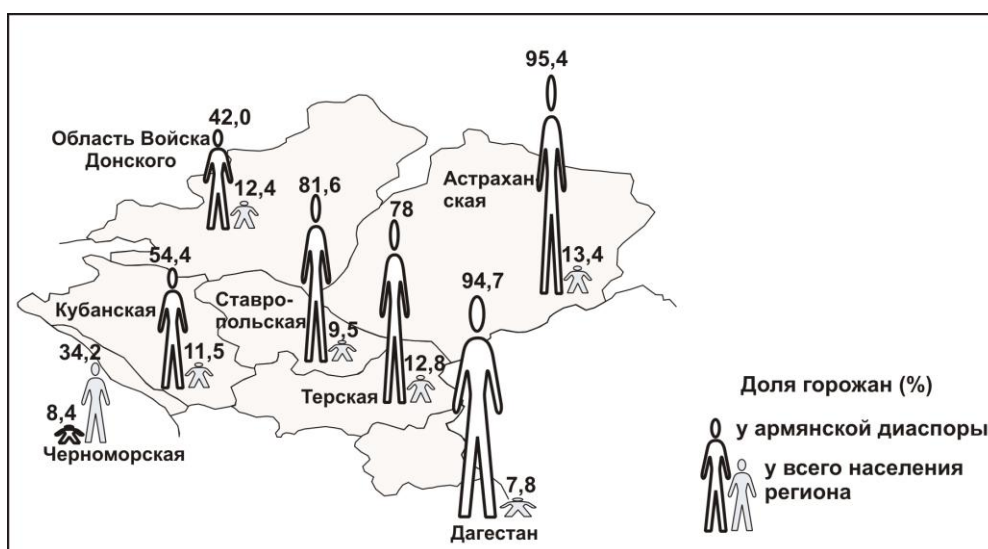 95,4
42,0
Область Войска
Донского
12,4
81,6
Астрахан-
ская
78
13,4
54,4
94,7
Ставро-
польская
Кубанская
9,5
34,2
11,5
12,8
Терская
Доля горожан (%)
8,4
у армянской диаспоры
Черноморская
у всего населения
региона
7,8
Дагестан